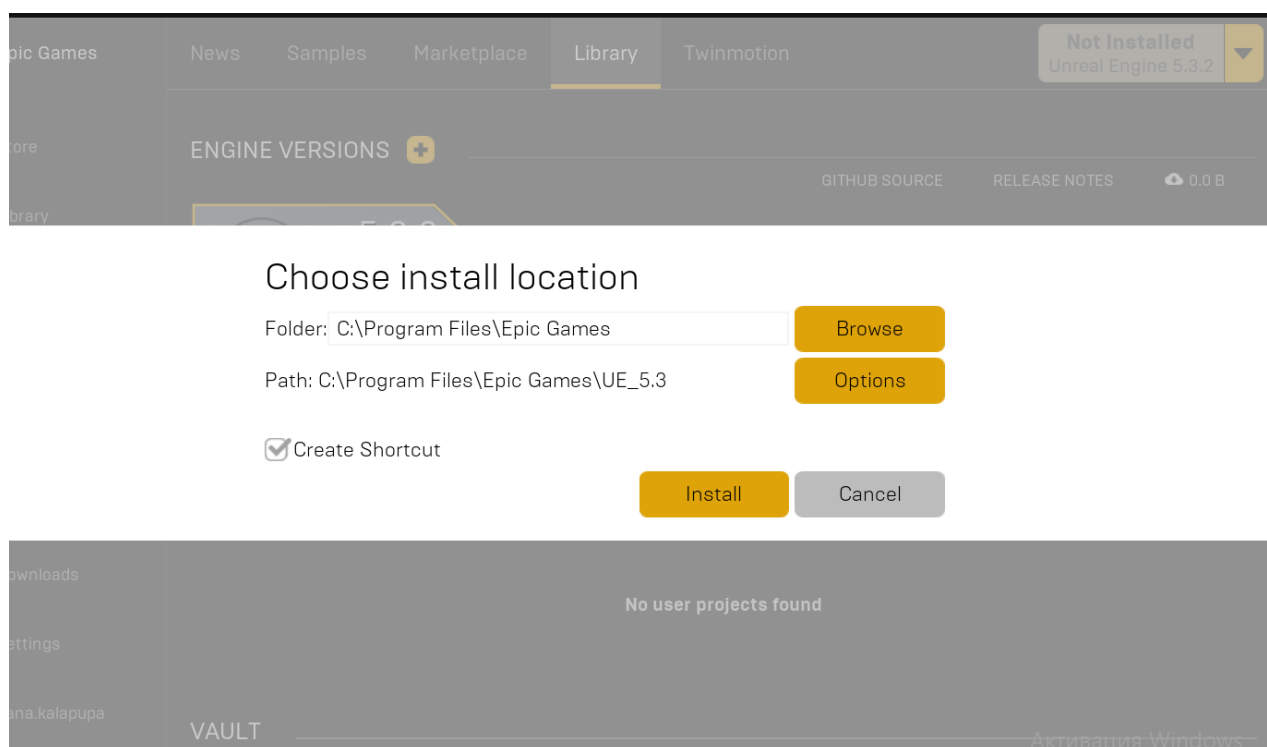 pic Games
News
Samples
Marketplace
Library
Twinmotion
Not Installed
Unreal Engine 5.3.2
ore
ENGINE VERSIONS
GITHUB SOURCE
RELEASE NOTES
0.0 B
brary
Choose install location
Folder: C:\Program Files\Epic Games
Browse
Path: C:\Program Files\Epic Games\UE_5.3
Options
Create Shortcut
Install
Cancel
ownloads
No user projects found
ettings
ana.kalapupa
VAULT
Активация Windows